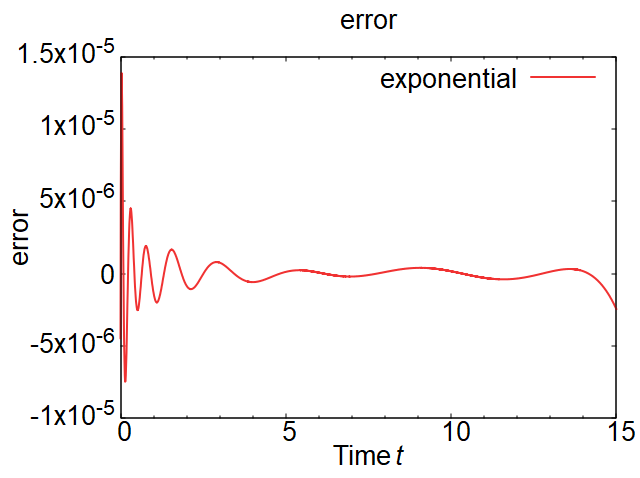 error
exponential
1.5x10⁻⁵
1x10⁻⁵
5x10⁻⁶
0
-5x10⁻⁶
-1x10⁻⁵
error
0 5 10 15
Time t